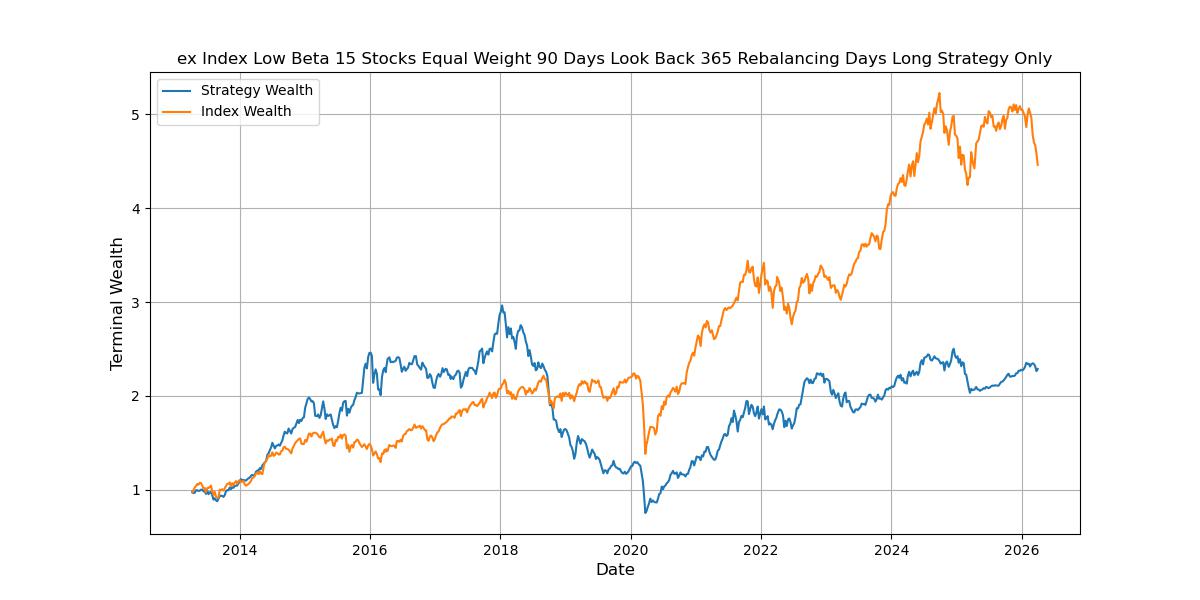 ex Index Low Beta 15 Stocks Equal Weight 90 Days Look Back 365 Rebalancing Days Long Strategy Only
Strategy Wealth
Index Wealth
Terminal Wealth
5
4
3
2
1
2014 2016 2018 2020 2022 2024 2026
Date